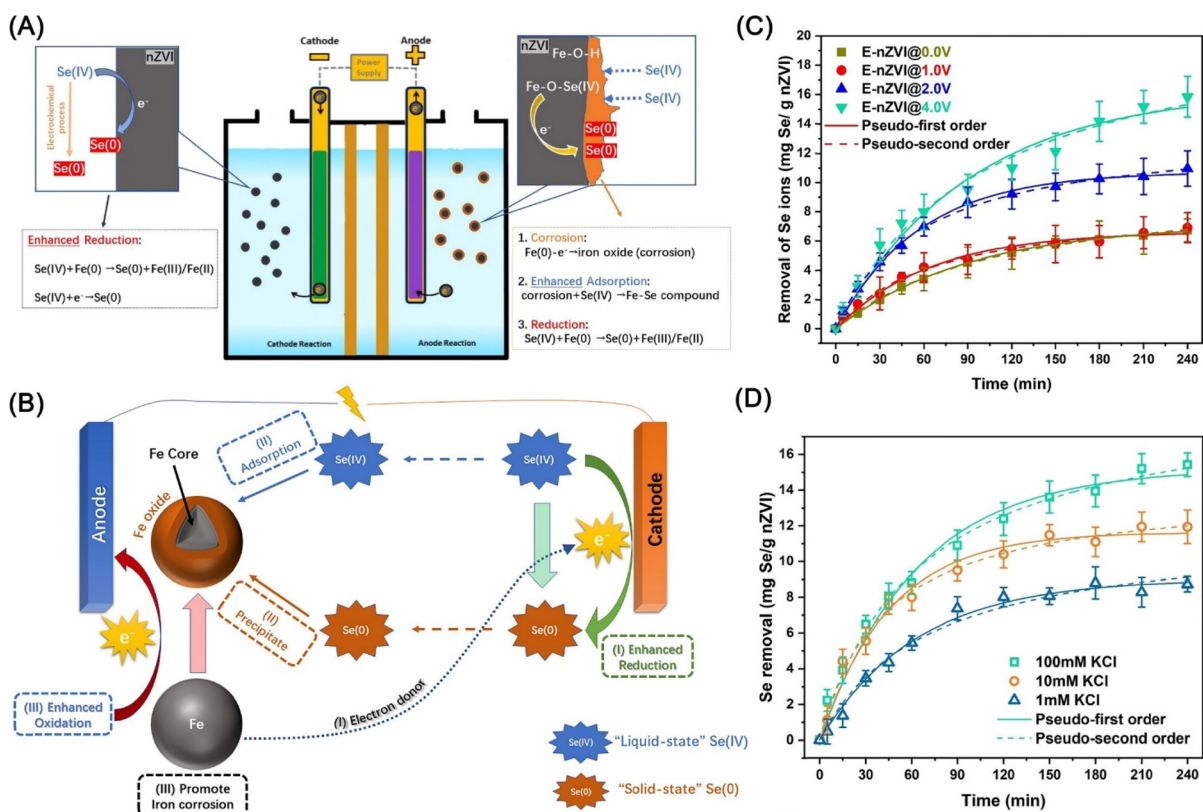 (A)
nZVI
Se(IV)
Electrochemical
process
e⁻
Se(0)
Se(0)
Enhanced Reduction:
Se(IV)+Fe(0) →Se(0)+Fe(III)/Fe(II)
Se(IV)+e⁻→Se(0)
Cathode
Anode
Power
Supply
Cathode Reaction
Anode Reaction
nZVI
Fe-O-H
Fe-O-Se(IV)
e⁻
Se(0)
Se(0)
Se(IV)
Se(IV)
1. Corrosion:
Fe(0)-e⁻→iron oxide (corrosion)
2. Enhanced Adsorption:
corrosion+Se(IV) →Fe-Se compound
3. Reduction:
Se(IV)+Fe(0) →Se(0)+Fe(III)/Fe(II)
(B)
Anode
Fe Core
Fe oxide
(II)
Adsorption
Se(IV)
Se(IV)
Cathode
e⁻
e⁻
(II)
Precipitate
Se(0)
Se(0)
(I) Enhanced
Reduction
(III) Enhanced
Oxidation
Fe
(I) Electron donor
(III) Promote
Iron corrosion
Se(IV)
"Liquid-state" Se(IV)
Se(0)
"Solid-state" Se(0)
(C)
Removal of Se ions (mg Se/ g nZVI)
20
18
16
14
12
10
8
6
4
2
0
E-nZVI@0.0V
E-nZVI@1.0V
E-nZVI@2.0V
E-nZVI@4.0V
Pseudo-first order
Pseudo-second order
0 30 60 90 120 150 180 210 240
Time (min)
(D)
Se removal (mg Se/g nZVI)
16
14
12
10
8
6
4
2
0
100mM KCl
10mM KCl
1mM KCl
Pseudo-first order
Pseudo-second order
0 30 60 90 120 150 180 210 240
Time (min)